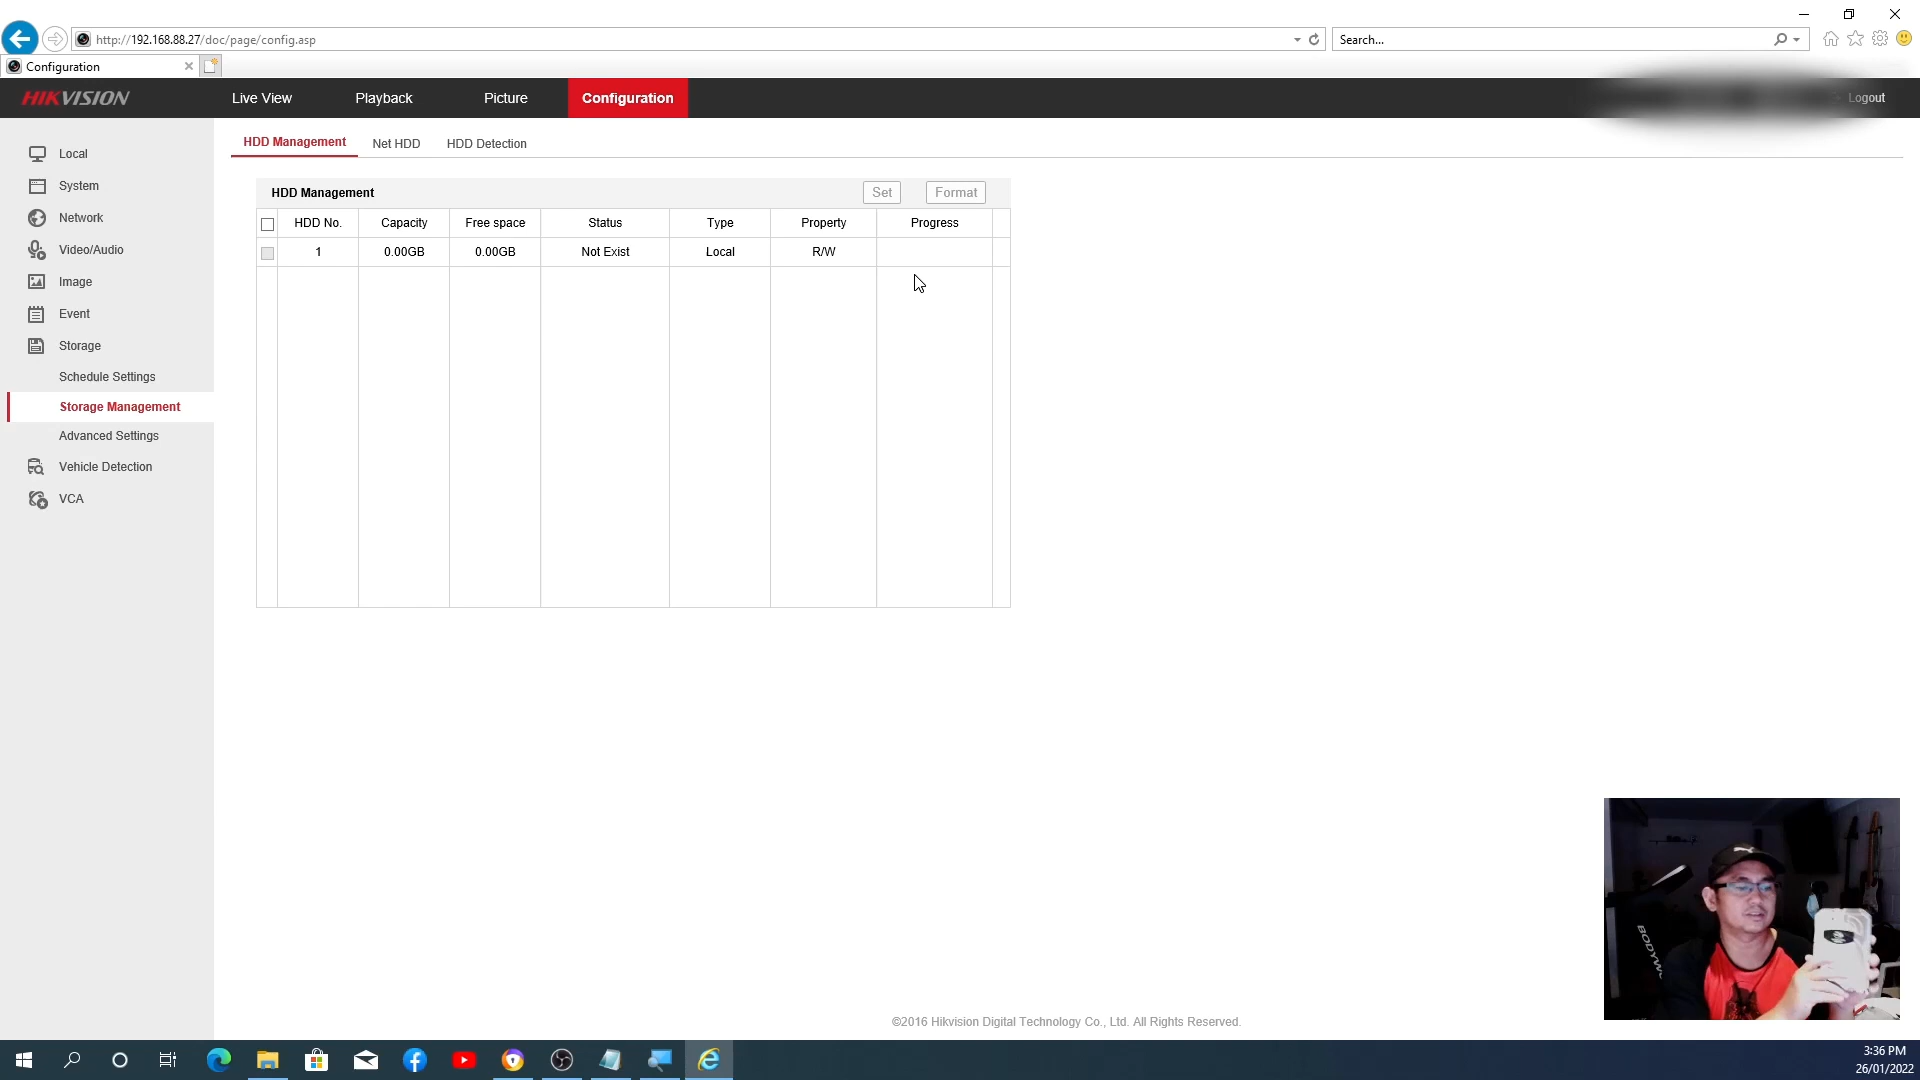 http://192.168.88.27/doc/page/config.asp
Search...
Configuration
HIKVISION
Live View
Playback
Picture
Configuration
Logout
Local
System
Network
Video/Audio
Image
Event
Storage
Schedule Settings
Storage Management
Advanced Settings
Vehicle Detection
VCA
HDD Management
Net HDD
HDD Detection
HDD Management
Set
Format
HDD No. Capacity Free space Status Type Property Progress
1 0.00GB 0.00GB Not Exist Local R/W
©2016 Hikvision Digital Technology Co., Ltd. All Rights Reserved.
3:36 PM
26/01/2022